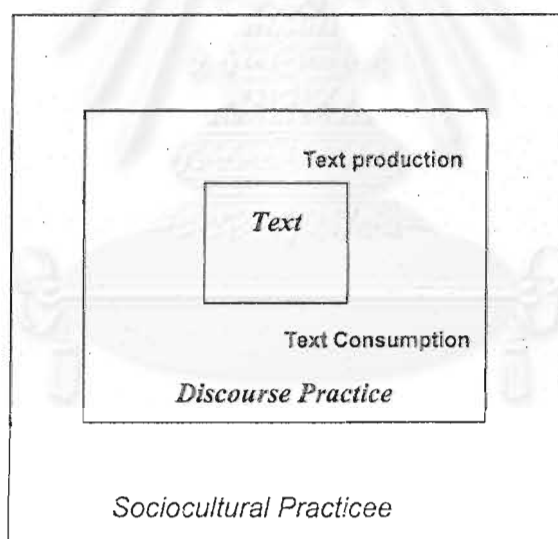 Text production
Text
Text Consumption
Discourse Practice
Sociocultural Practicee